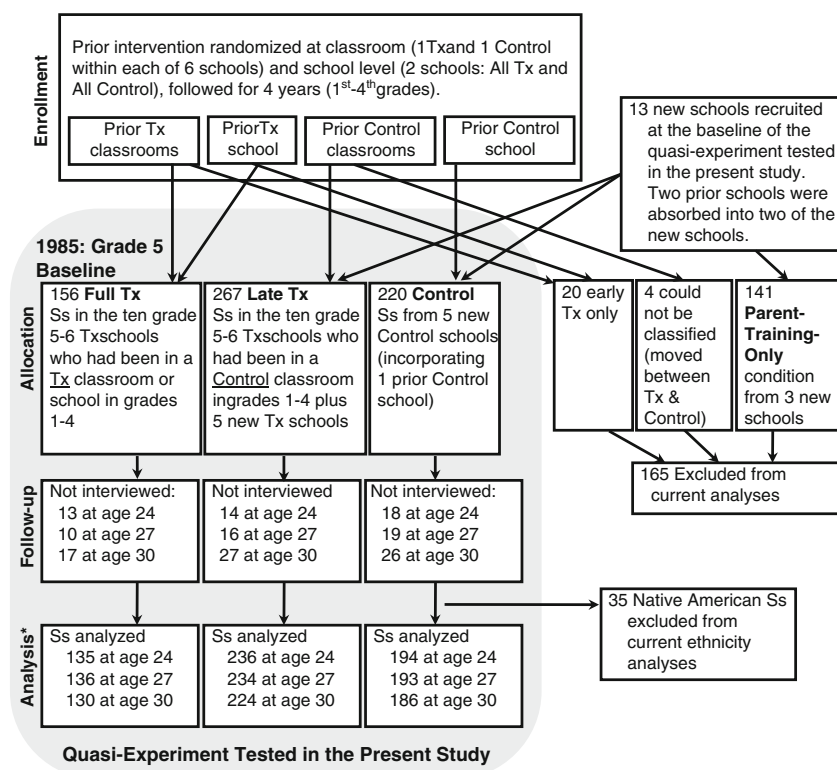 Enrollment
Prior intervention randomized at classroom (1Txand 1 Control
within each of 6 schools) and school level (2 schools: All Tx and
All Control), followed for 4 years (1st-4thgrades).
Prior Tx
classrooms
PriorTx
school
Prior Control
classrooms
Prior Control
school
13 new schools recruited
at the baseline of the
quasi-experiment tested
in the present study.
Two prior schools were
absorbed into two of the
new schools.
1985: Grade 5
Baseline
Allocation
156 Full Tx
Ss in the ten grade
5-6 Txschools
who had been in a
Tx classroom or
school in grades
1-4
267 Late Tx
Ss in the ten grade
5-6 Txschools who
had been in a
Control classroom
ingrades 1-4 plus
5 new Tx schools
220 Control
Ss from 5 new
Control schools
(incorporating
1 prior Control
school)
20 early
Tx only
4 could
not be
classified
(moved
between
Tx &
Control)
141
Parent-
Training-
Only
condition
from 3 new
schools
165 Excluded from
current analyses
Follow-up
Not interviewed:
13 at age 24
10 at age 27
17 at age 30
Not interviewed
14 at age 24
16 at age 27
27 at age 30
Not interviewed
18 at age 24
19 at age 27
26 at age 30
35 Native American Ss
excluded from
current ethnicity
analyses
Analysis*
Ss analyzed
135 at age 24
136 at age 27
130 at age 30
Ss analyzed
236 at age 24
234 at age 27
224 at age 30
Ss analyzed
194 at age 24
193 at age 27
186 at age 30
Quasi-Experiment Tested in the Present Study